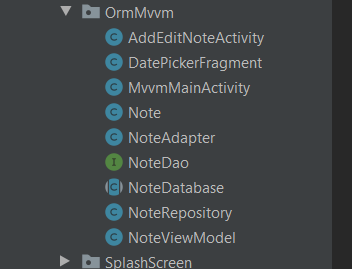 OrmMvvm
C AddEditNoteActivity
C DatePickerFragment
C MvvmMainActivity
C Note
C NoteAdapter
I NoteDao
C NoteDatabase
C NoteRepository
C NoteViewModel
SplashScreen